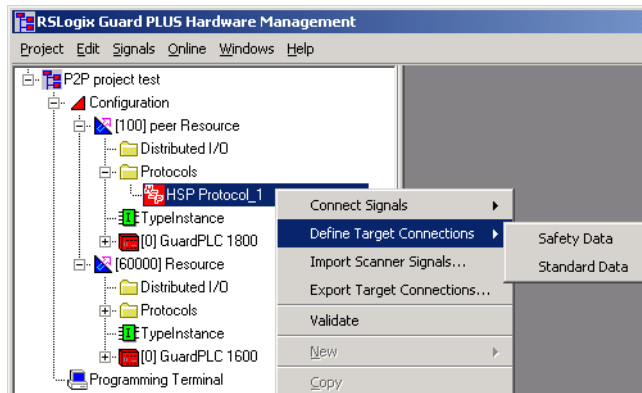 RSLogix Guard PLUS Hardware Management
Project Edit Signals Online Windows Help
P2P project test
Configuration
[100] peer Resource
Distributed I/O
Protocols
HSP Protocol_1
TypeInstance
[0] GuardPLC 1800
[60000] Resource
Distributed I/O
Protocols
TypeInstance
[0] GuardPLC 1600
Programming Terminal
Connect Signals
Define Target Connections
Import Scanner Signals...
Export Target Connections...
Validate
New
Copy
Safety Data
Standard Data